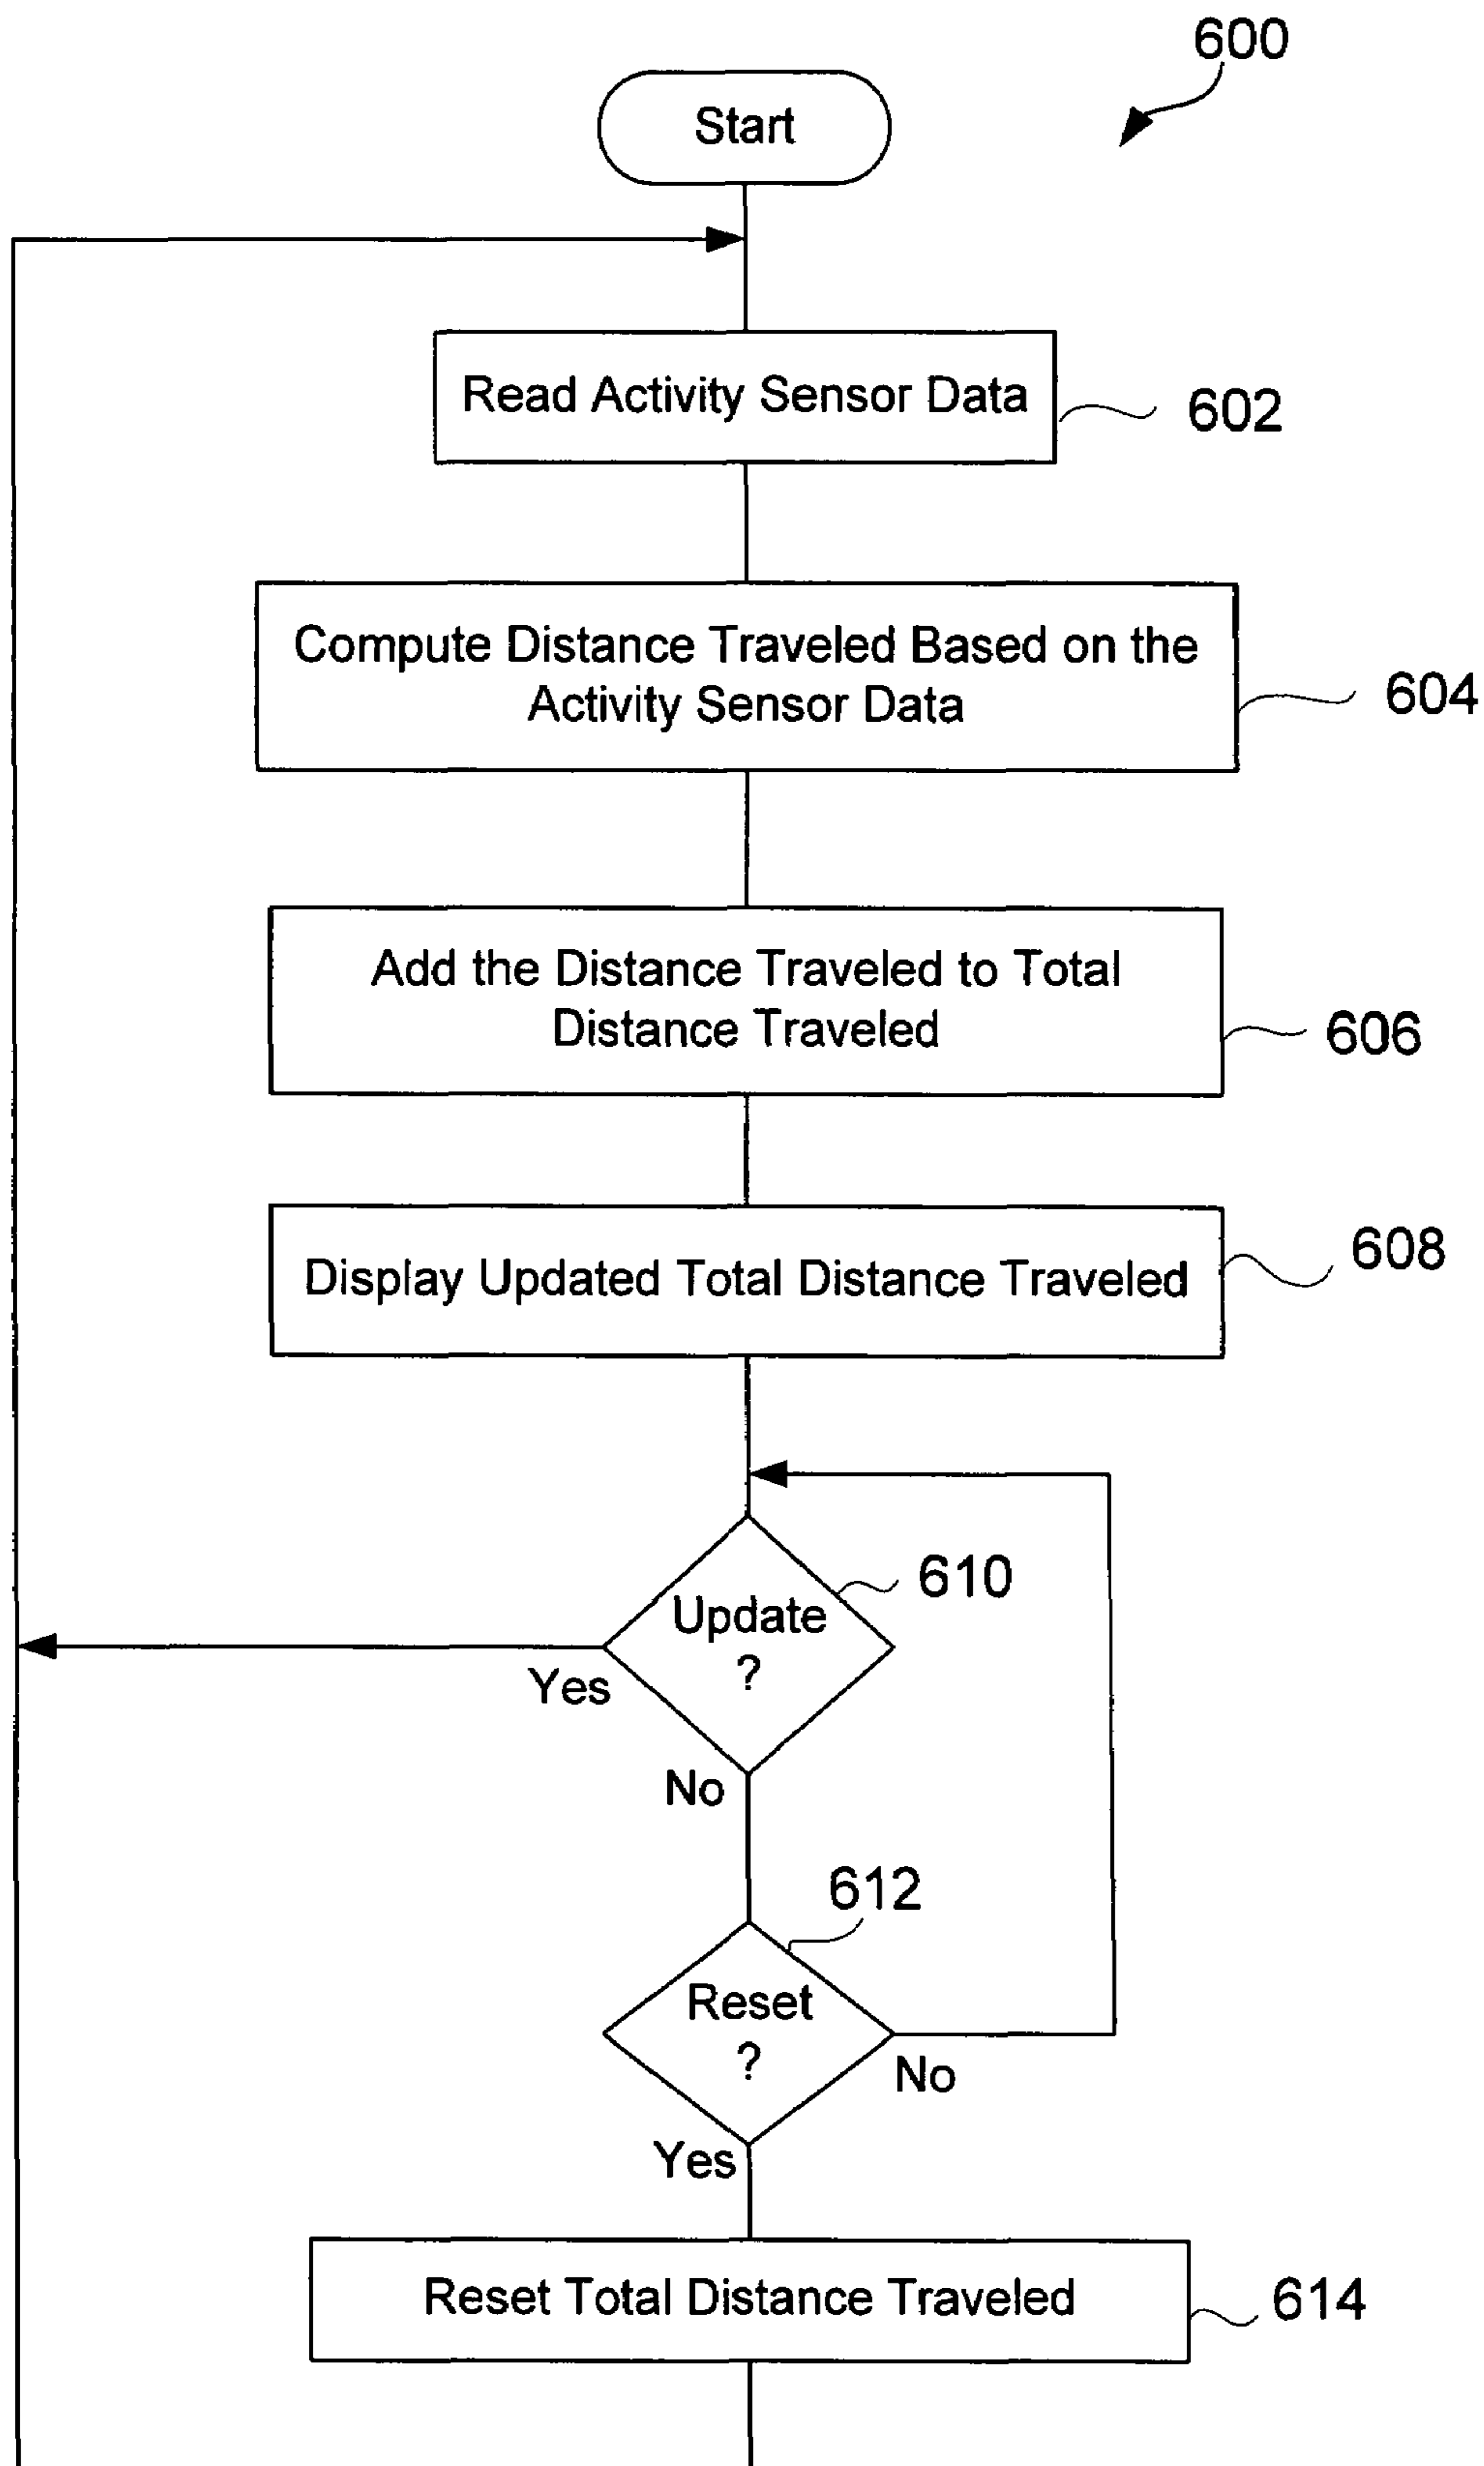 600
Start
Read Activity Sensor Data
602
Compute Distance Traveled Based on the
Activity Sensor Data
604
Add the Distance Traveled to Total
Distance Traveled
606
Display Updated Total Distance Traveled
608
610
Update
?
Yes
No
612
Reset
?
No
Yes
Reset Total Distance Traveled
614